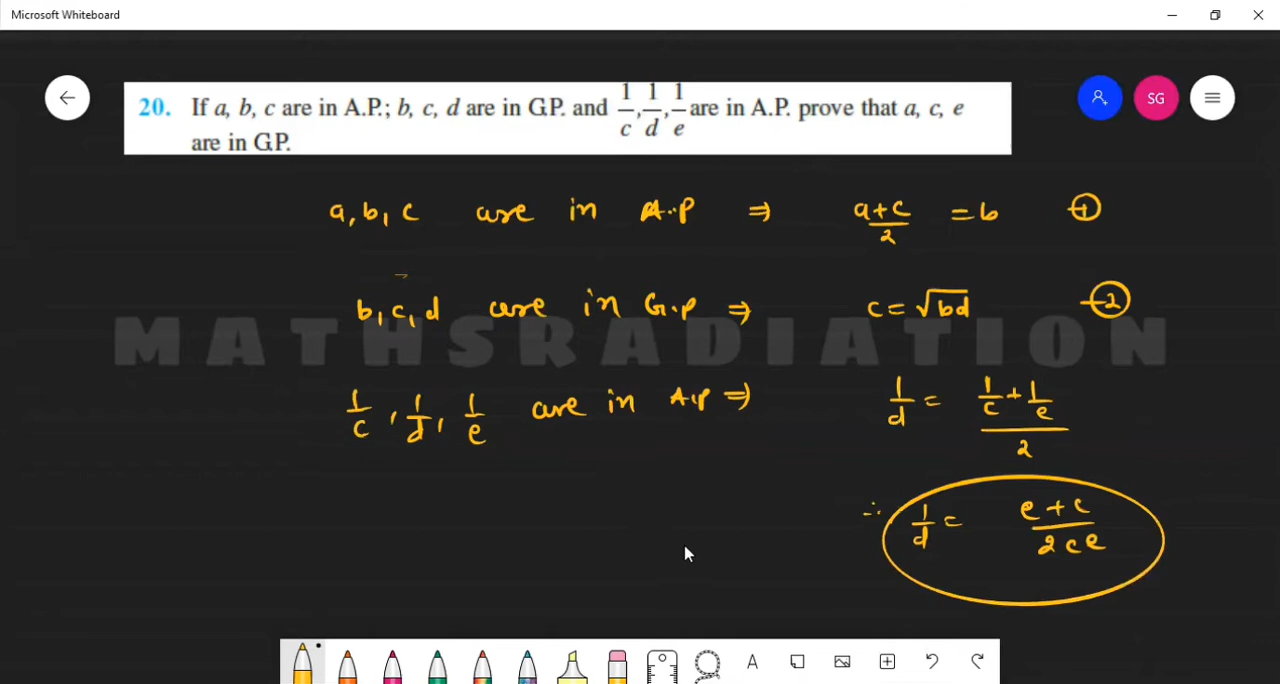 Microsoft Whiteboard
SG
20. If a, b, c are in A.P.; b, c, d are in G.P. and 1/c, 1/d, 1/e are in A.P. prove that a, c, e
are in G.P.
a, b, c are in A.P ⇒ a+c/2 = b ①
b, c, d are in G.P ⇒ c = √bd -②
MATHSRADIATION
1/c, 1/d, 1/e are in A.P ⇒ 1/d = (1/c + 1/e)/2
∴ 1/d = e+c/2ce
A